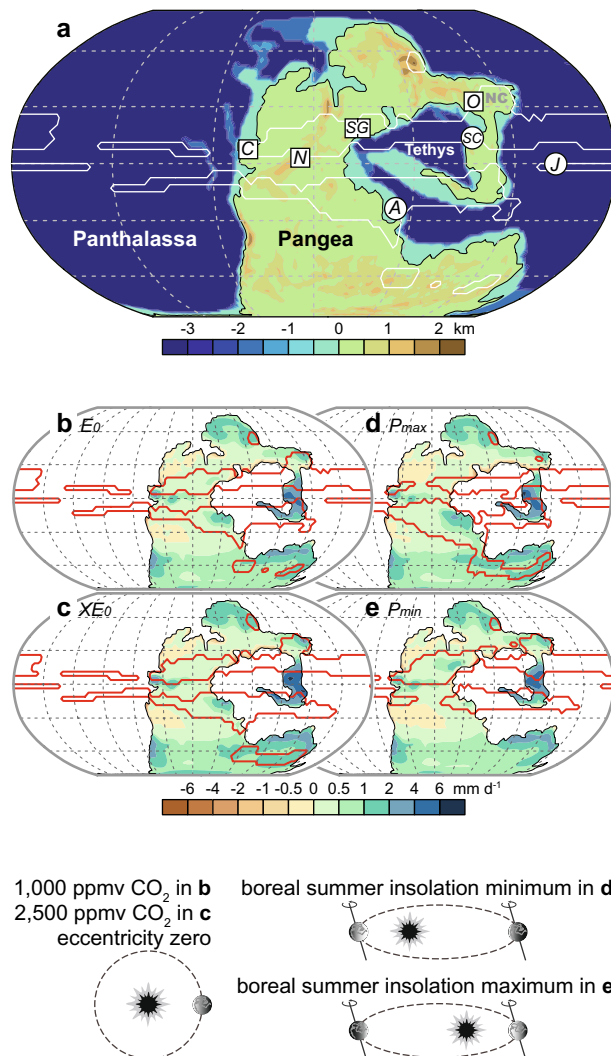 a
O
NC
SG
C
N
Tethys
SC
J
A
Panthalassa
Pangea
-3 -2 -1 0 1 2 km
b E0
d Pmax
c XE0
e Pmin
-6 -4 -2 -1 -0.5 0 0.5 1 2 4 6 mm d⁻¹
1,000 ppmv CO₂ in b
2,500 ppmv CO₂ in c
eccentricity zero
boreal summer insolation minimum in d
boreal summer insolation maximum in e